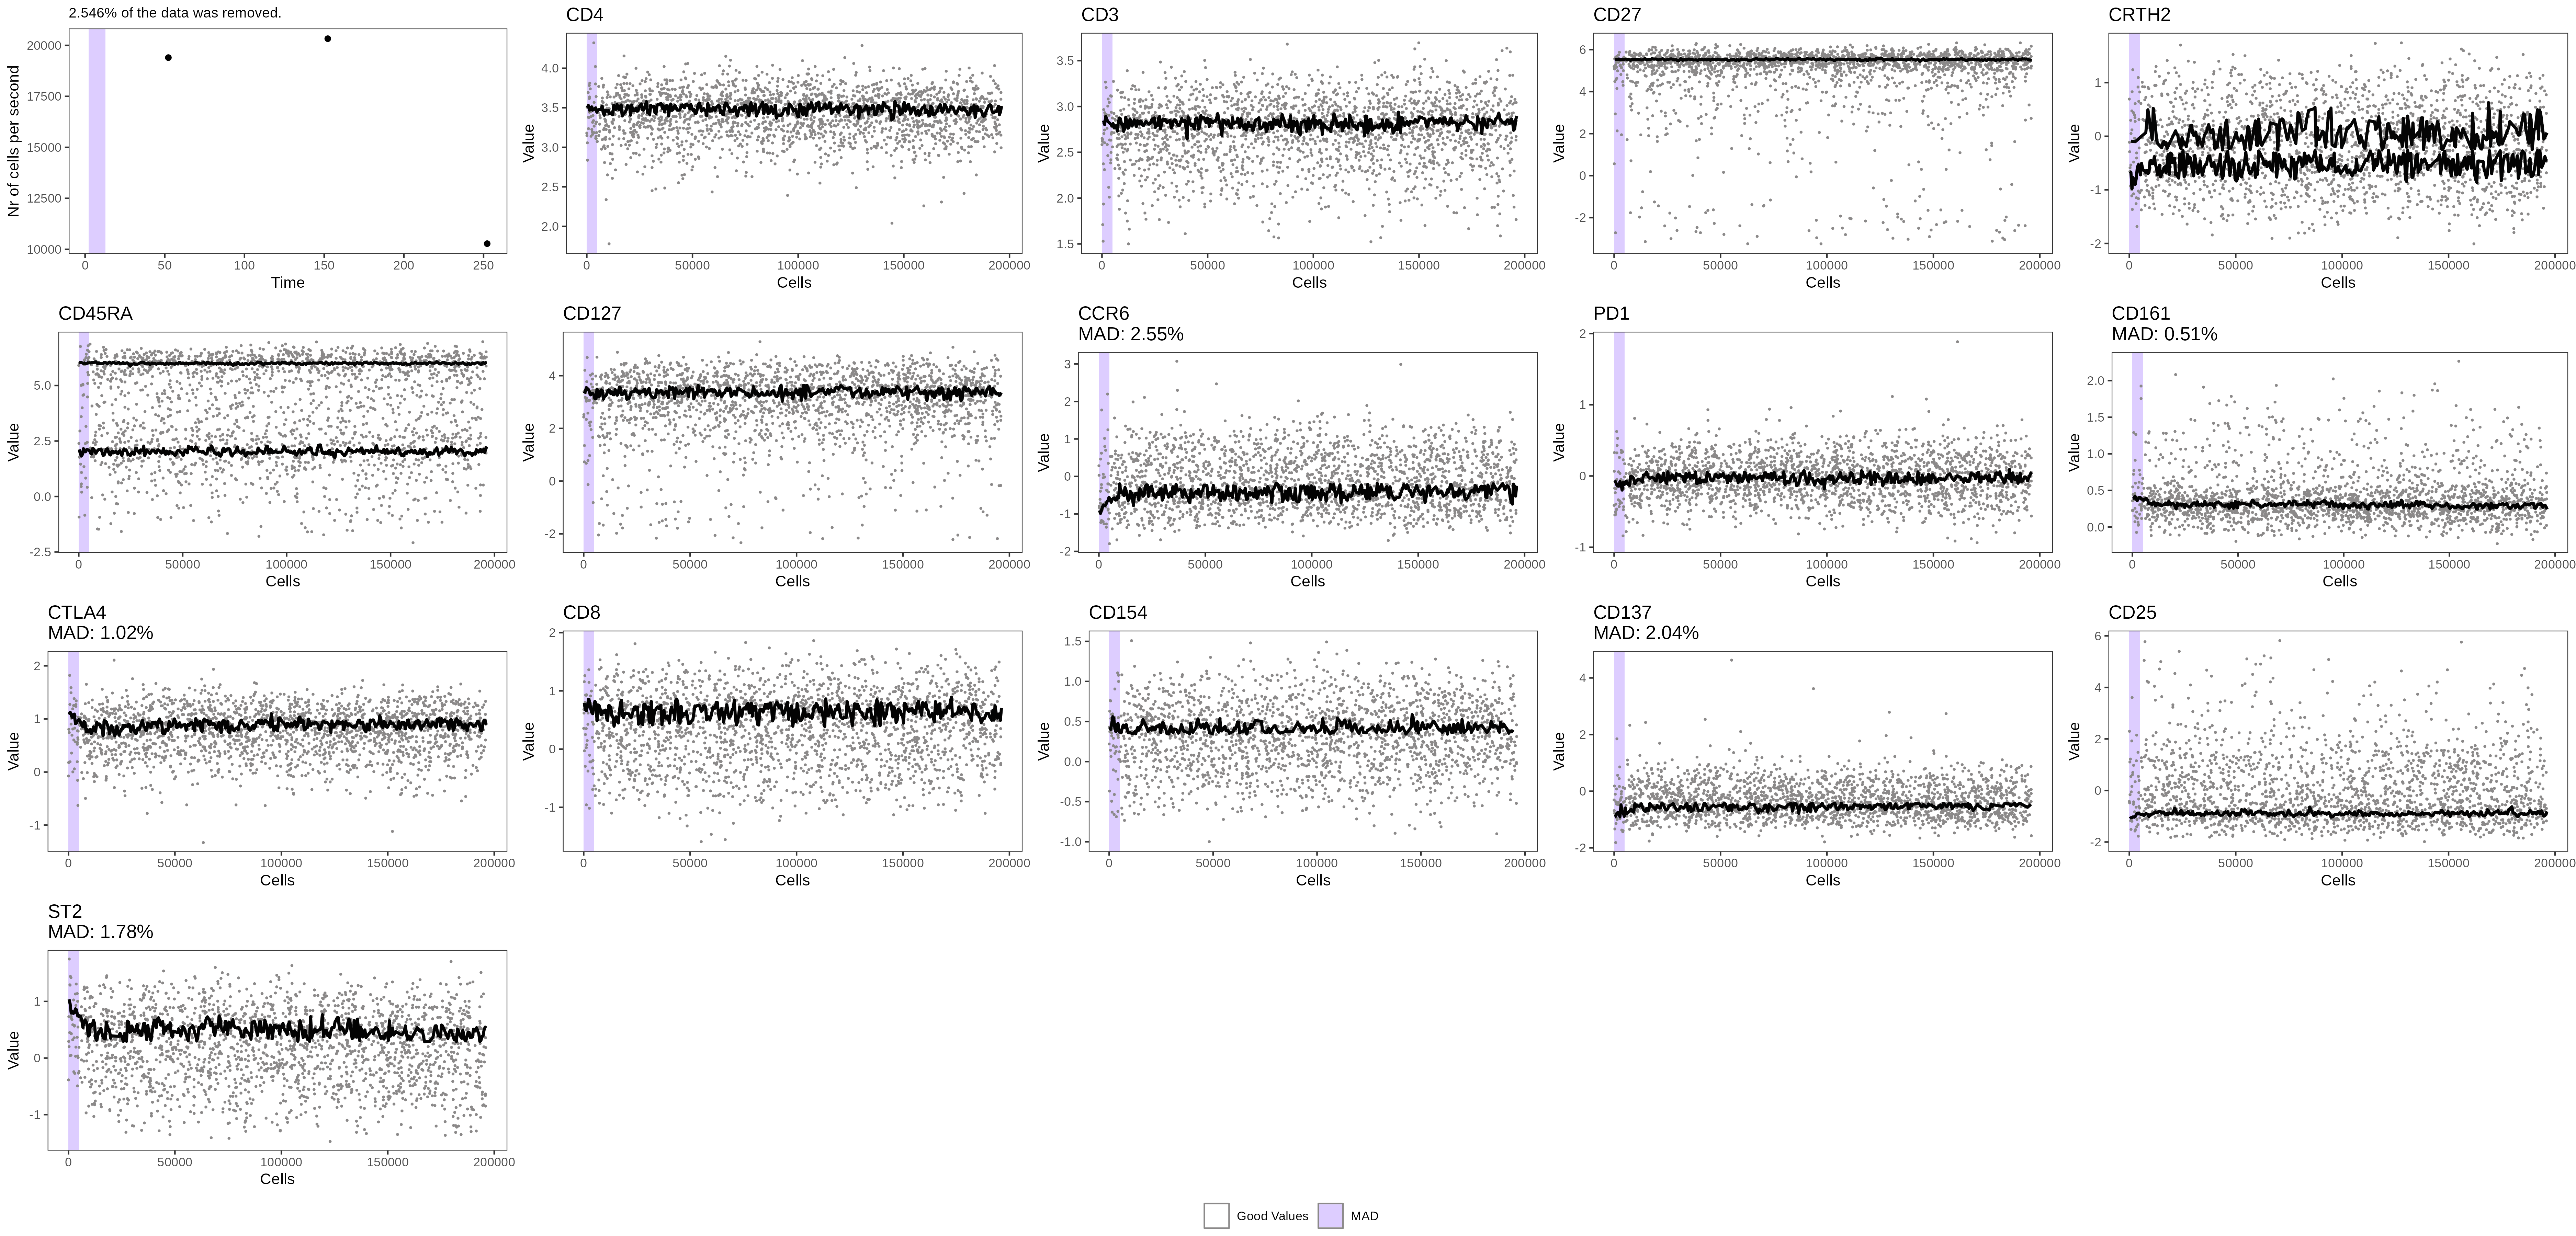 2.546% of the data was removed.
Nr of cells per second
20000
17500
15000
12500
10000
0 50 100 150 200 250
Time
CD4
Value
4.0
3.5
3.0
2.5
2.0
0 50000 100000 150000 200000
Cells
CD3
Value
3.5
3.0
2.5
2.0
1.5
0 50000 100000 150000 200000
Cells
CD27
Value
6
4
2
0
-2
0 50000 100000 150000 200000
Cells
CRTH2
Value
1
0
-1
-2
0 50000 100000 150000 200000
Cells
CD45RA
Value
5.0
2.5
0.0
-2.5
0 50000 100000 150000 200000
Cells
CD127
Value
4
2
0
-2
0 50000 100000 150000 200000
Cells
CCR6
MAD: 2.55%
Value
3
2
1
0
-1
-2
0 50000 100000 150000 200000
Cells
PD1
Value
2
1
0
-1
0 50000 100000 150000 200000
Cells
CD161
MAD: 0.51%
Value
2.0
1.5
1.0
0.5
0.0
0 50000 100000 150000 200000
Cells
CTLA4
MAD: 1.02%
Value
2
1
0
-1
0 50000 100000 150000 200000
Cells
CD8
Value
2
1
0
-1
0 50000 100000 150000 200000
Cells
CD154
Value
1.5
1.0
0.5
0.0
-0.5
-1.0
0 50000 100000 150000 200000
Cells
CD137
MAD: 2.04%
Value
4
2
0
-2
0 50000 100000 150000 200000
Cells
CD25
Value
6
4
2
0
-2
0 50000 100000 150000 200000
Cells
ST2
MAD: 1.78%
Value
1
0
-1
0 50000 100000 150000 200000
Cells
Good Values MAD